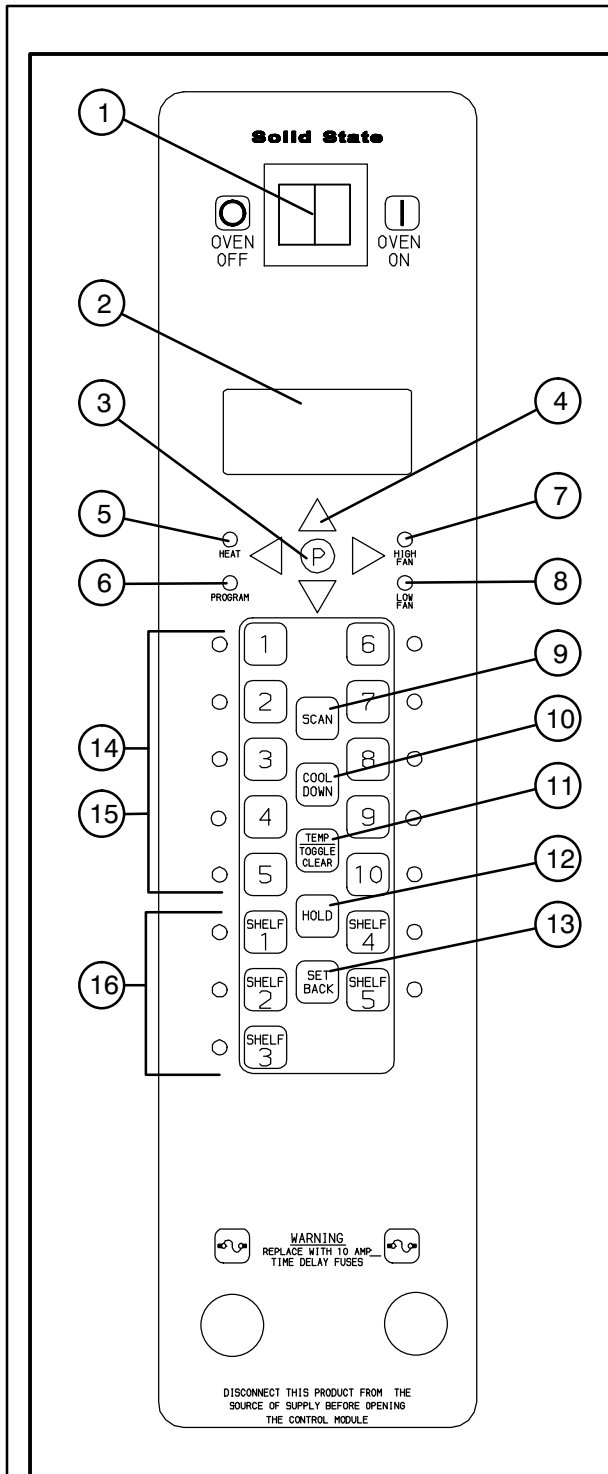 1
Solid State
OVEN OFF
OVEN ON
2
3
4
5
HEAT
P
HIGH FAN
7
6
PROGRAM
LOW FAN
8
1
6
9
2
SCAN
7
10
14
3
COOL DOWN
8
11
15
4
TEMP
TOGGLE
CLEAR
9
5
10
12
HOLD
SHELF 1
SHELF 4
13
16
SHELF 2
SET BACK
SHELF 5
SHELF 3
WARNING
REPLACE WITH 10 AMP
TIME DELAY FUSES
DISCONNECT THIS PRODUCT FROM THE
SOURCE OF SUPPLY BEFORE OPENING
THE CONTROL MODULE